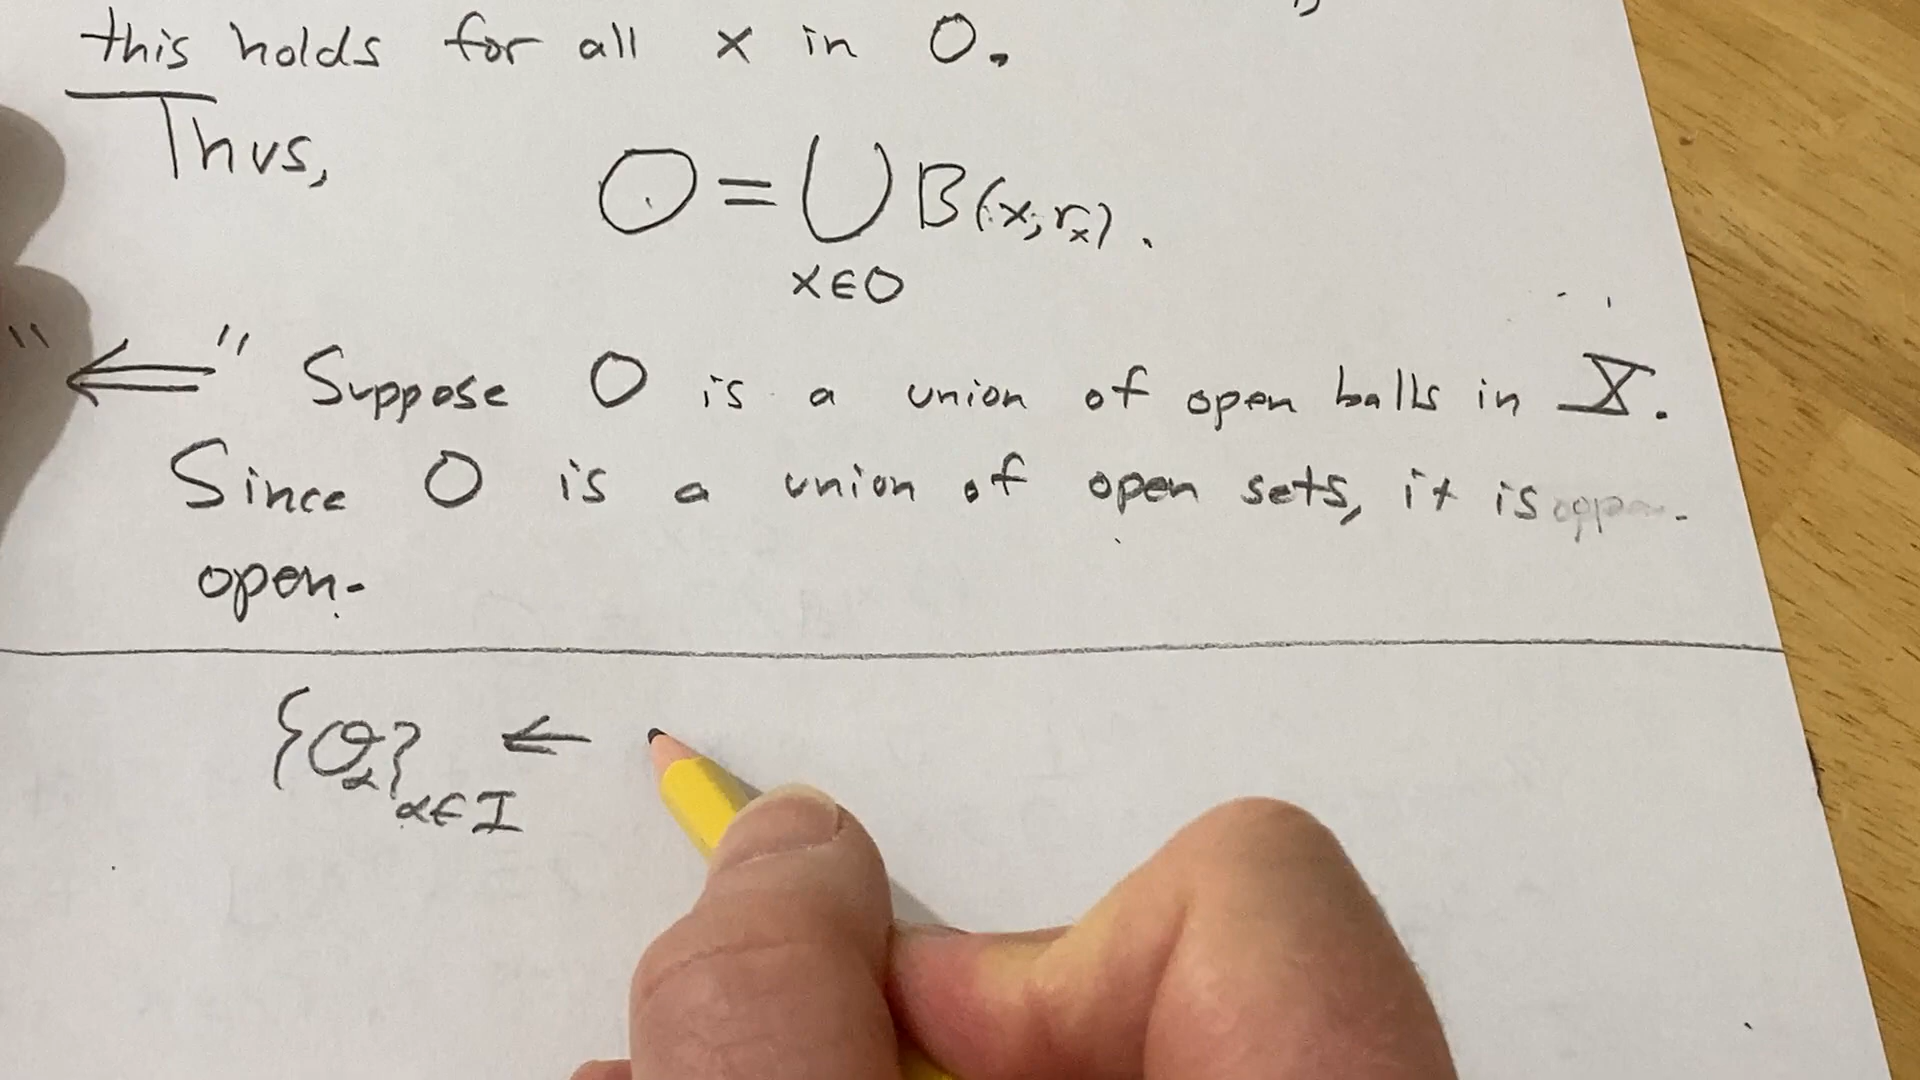 this holds for all x in O.
Thus,
O = ⋃ B(x; rₓ).
x∈O
"⟸" Suppose O is a union of open balls in X.
Since O is a union of open sets, it is
open.
{O_α}_α∈I ←